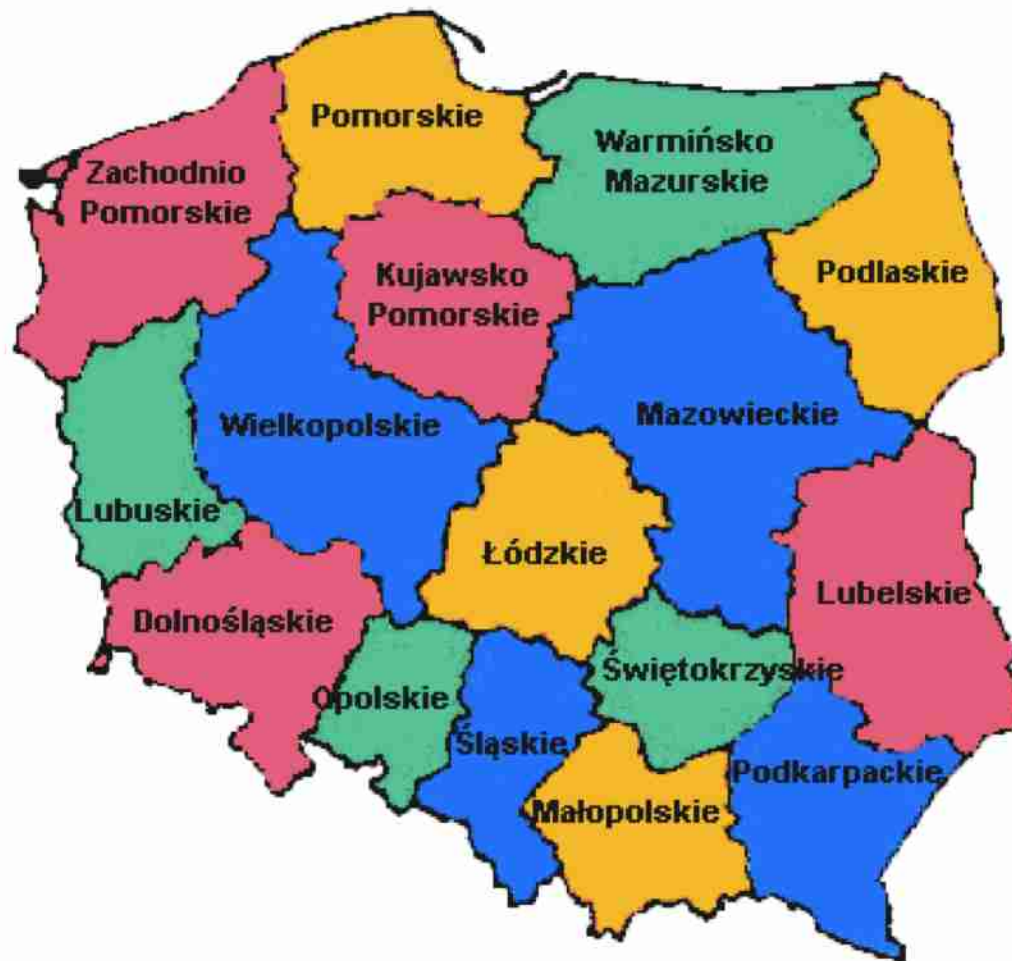 Pomorskie
Warmińsko
Mazurskie
Zachodnio
Pomorskie
Kujawsko
Pomorskie
Podlaskie
Wielkopolskie
Mazowieckie
Lubuskie
Łódzkie
Lubelskie
Dolnośląskie
Świętokrzyskie
Opolskie
Śląskie
Podkarpackie
Małopolskie